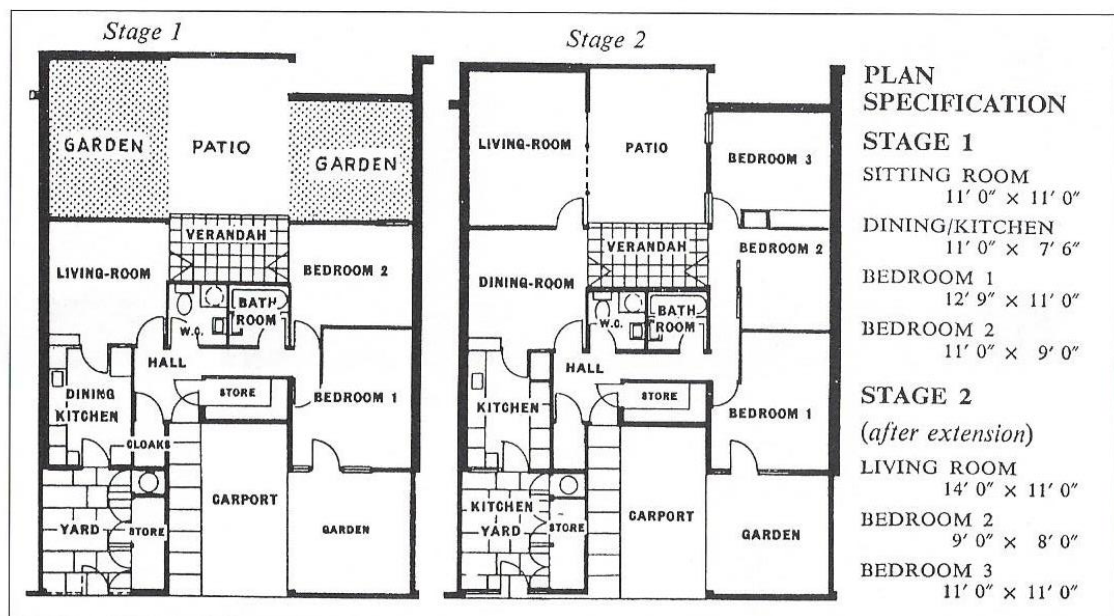 Stage 1
GARDEN
PATIO
GARDEN
VERANDAH
LIVING-ROOM
BEDROOM 2
W.C.
BATH
ROOM
HALL
DINING
KITCHEN
STORE
BEDROOM 1
CLOAKS
YARD
STORE
CARPORT
GARDEN
Stage 2
LIVING-ROOM
PATIO
BEDROOM 3
VERANDAH
BEDROOM 2
DINING-ROOM
W.C.
BATH
ROOM
HALL
KITCHEN
STORE
BEDROOM 1
KITCHEN
YARD
STORE
CARPORT
GARDEN
PLAN
SPECIFICATION
STAGE 1
SITTING ROOM
11′ 0″ × 11′ 0″
DINING/KITCHEN
11′ 0″ × 7′ 6″
BEDROOM 1
12′ 9″ × 11′ 0″
BEDROOM 2
11′ 0″ × 9′ 0″
STAGE 2
(after extension)
LIVING ROOM
14′ 0″ × 11′ 0″
BEDROOM 2
9′ 0″ × 8′ 0″
BEDROOM 3
11′ 0″ × 11′ 0″